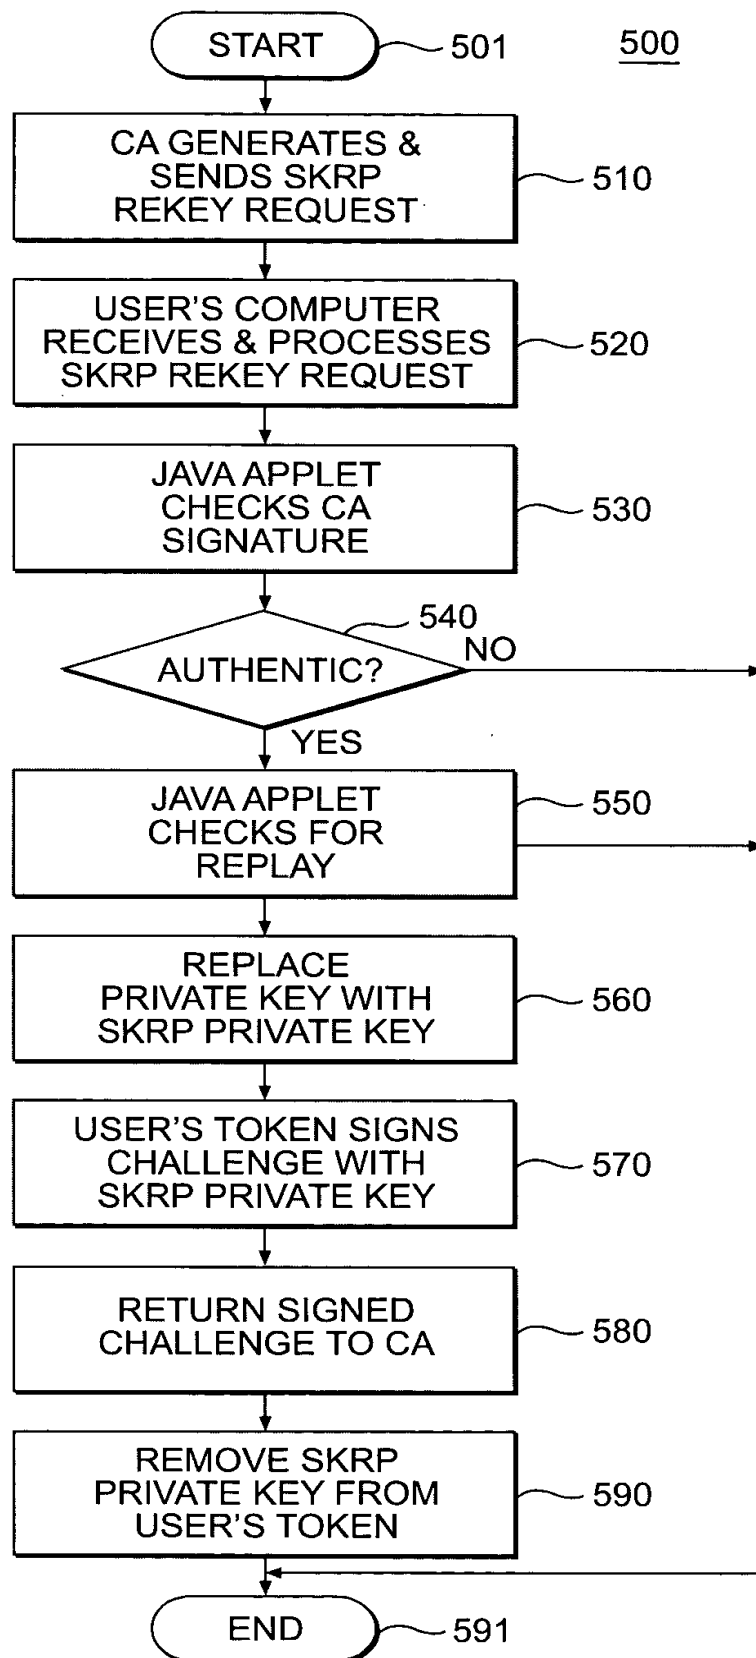 START
501
500
CA GENERATES &
SENDS SKRP
REKEY REQUEST
510
USER'S COMPUTER
RECEIVES & PROCESSES
SKRP REKEY REQUEST
520
JAVA APPLET
CHECKS CA
SIGNATURE
530
540
AUTHENTIC?
NO
YES
JAVA APPLET
CHECKS FOR
REPLAY
550
REPLACE
PRIVATE KEY WITH
SKRP PRIVATE KEY
560
USER'S TOKEN SIGNS
CHALLENGE WITH
SKRP PRIVATE KEY
570
RETURN SIGNED
CHALLENGE TO CA
580
REMOVE SKRP
PRIVATE KEY FROM
USER'S TOKEN
590
END
591